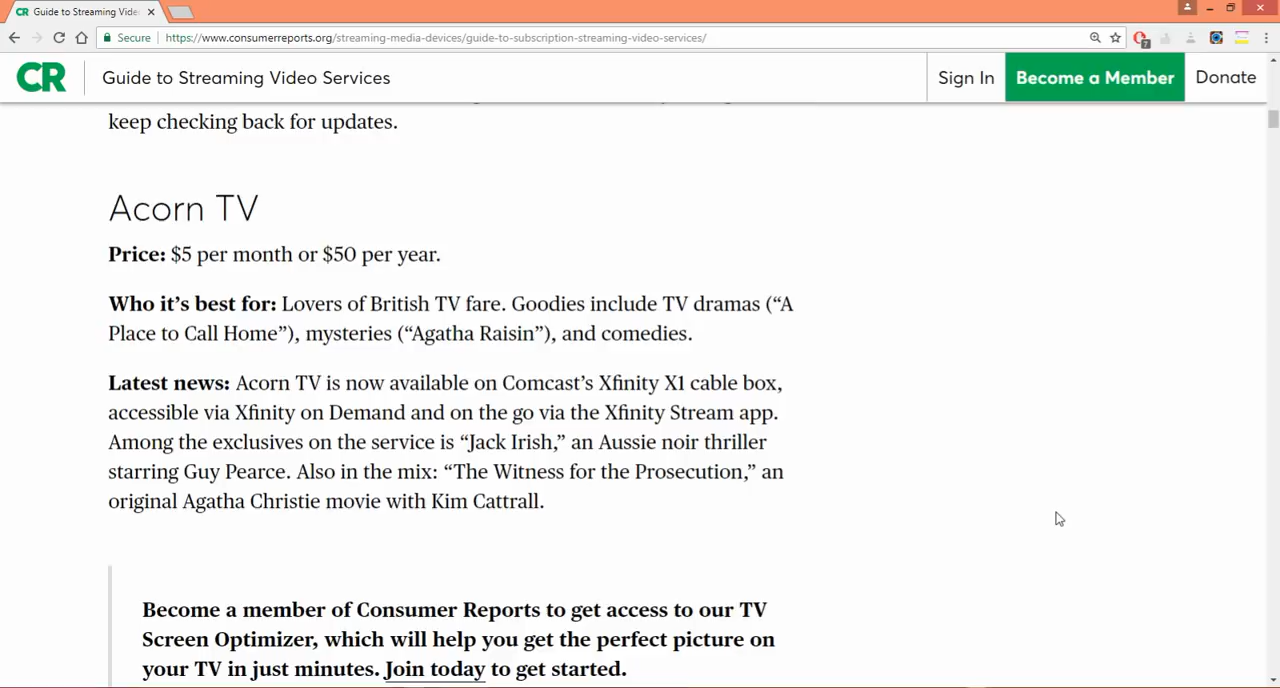 CR Guide to Streaming Vide
Secure https://www.consumerreports.org/streaming-media-devices/guide-to-subscription-streaming-video-services/
7
CR Guide to Streaming Video Services Sign In Become a Member Donate
keep checking back for updates.
Acorn TV
Price: $5 per month or $50 per year.
Who it’s best for: Lovers of British TV fare. Goodies include TV dramas (“A
Place to Call Home”), mysteries (“Agatha Raisin”), and comedies.
Latest news: Acorn TV is now available on Comcast’s Xfinity X1 cable box,
accessible via Xfinity on Demand and on the go via the Xfinity Stream app.
Among the exclusives on the service is “Jack Irish,” an Aussie noir thriller
starring Guy Pearce. Also in the mix: “The Witness for the Prosecution,” an
original Agatha Christie movie with Kim Cattrall.
Become a member of Consumer Reports to get access to our TV
Screen Optimizer, which will help you get the perfect picture on
your TV in just minutes. Join today to get started.